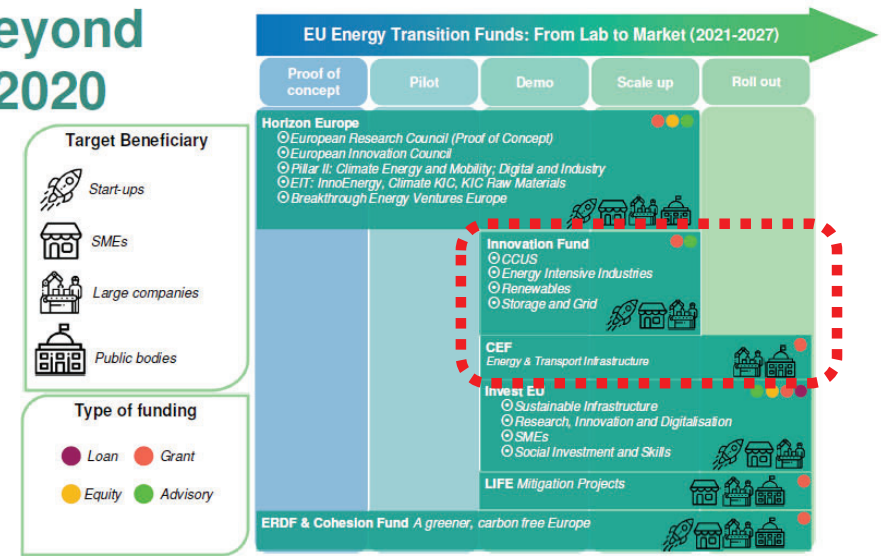 eyond
2020
EU Energy Transition Funds: From Lab to Market (2021-2027)
Proof of
concept
Pilot
Demo
Scale up
Roll out
Target Beneficiary
Start-ups
SMEs
Large companies
Public bodies
Type of funding
Loan
Grant
Equity
Advisory
Horizon Europe
European Research Council (Proof of Concept)
European Innovation Council
Pillar II: Climate Energy and Mobility; Digital and Industry
EIT: InnoEnergy, Climate KIC, KIC Raw Materials
Breakthrough Energy Ventures Europe
Innovation Fund
CCUS
Energy Intensive Industries
Renewables
Storage and Grid
CEF
Energy & Transport Infrastructure
Invest EU
Sustainable Infrastructure
Research, Innovation and Digitalisation
SMEs
Social Investment and Skills
LIFE Mitigation Projects
ERDF & Cohesion Fund A greener, carbon free Europe